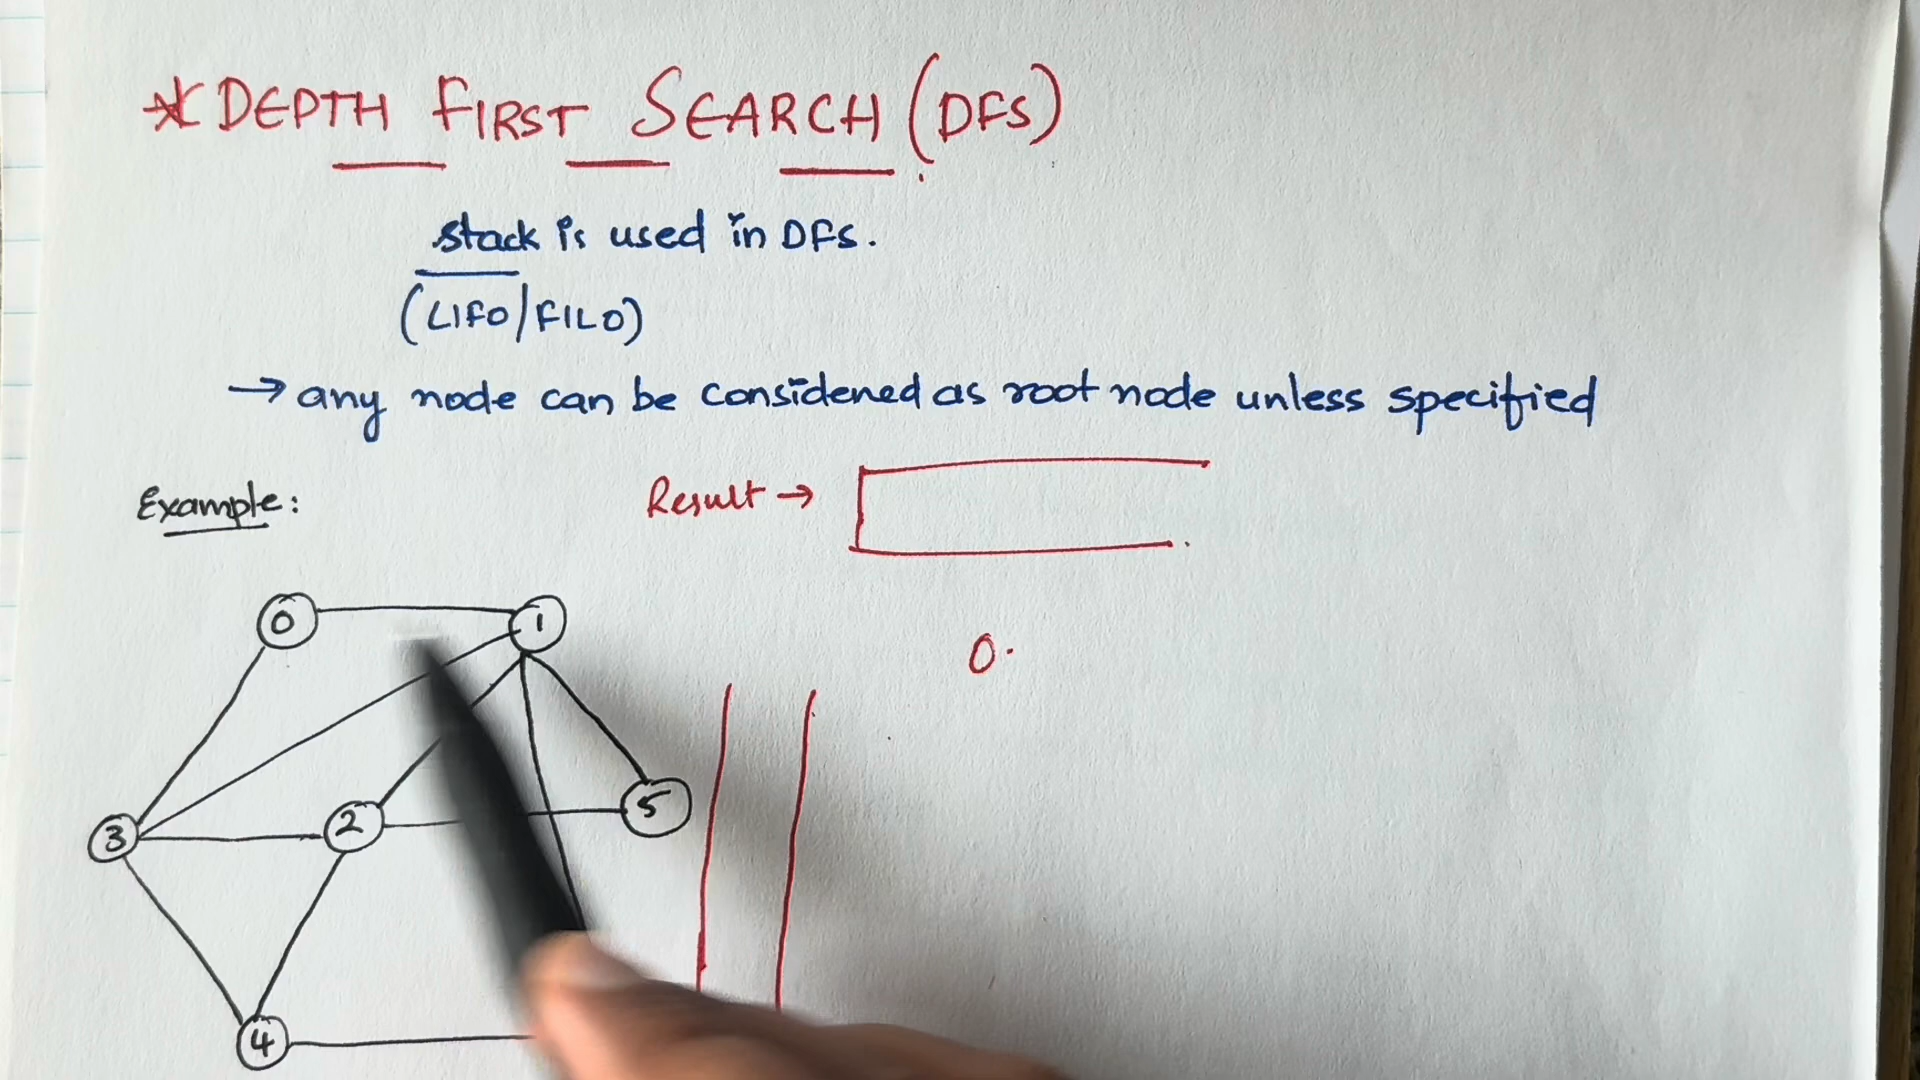 * DEPTH FIRST SEARCH (DFS)
stack is used in DFS.
(LIFO/FILO)
→ any node can be considened as root node unless specified
Example:
Result →
0
1
0.
3
2
5
4